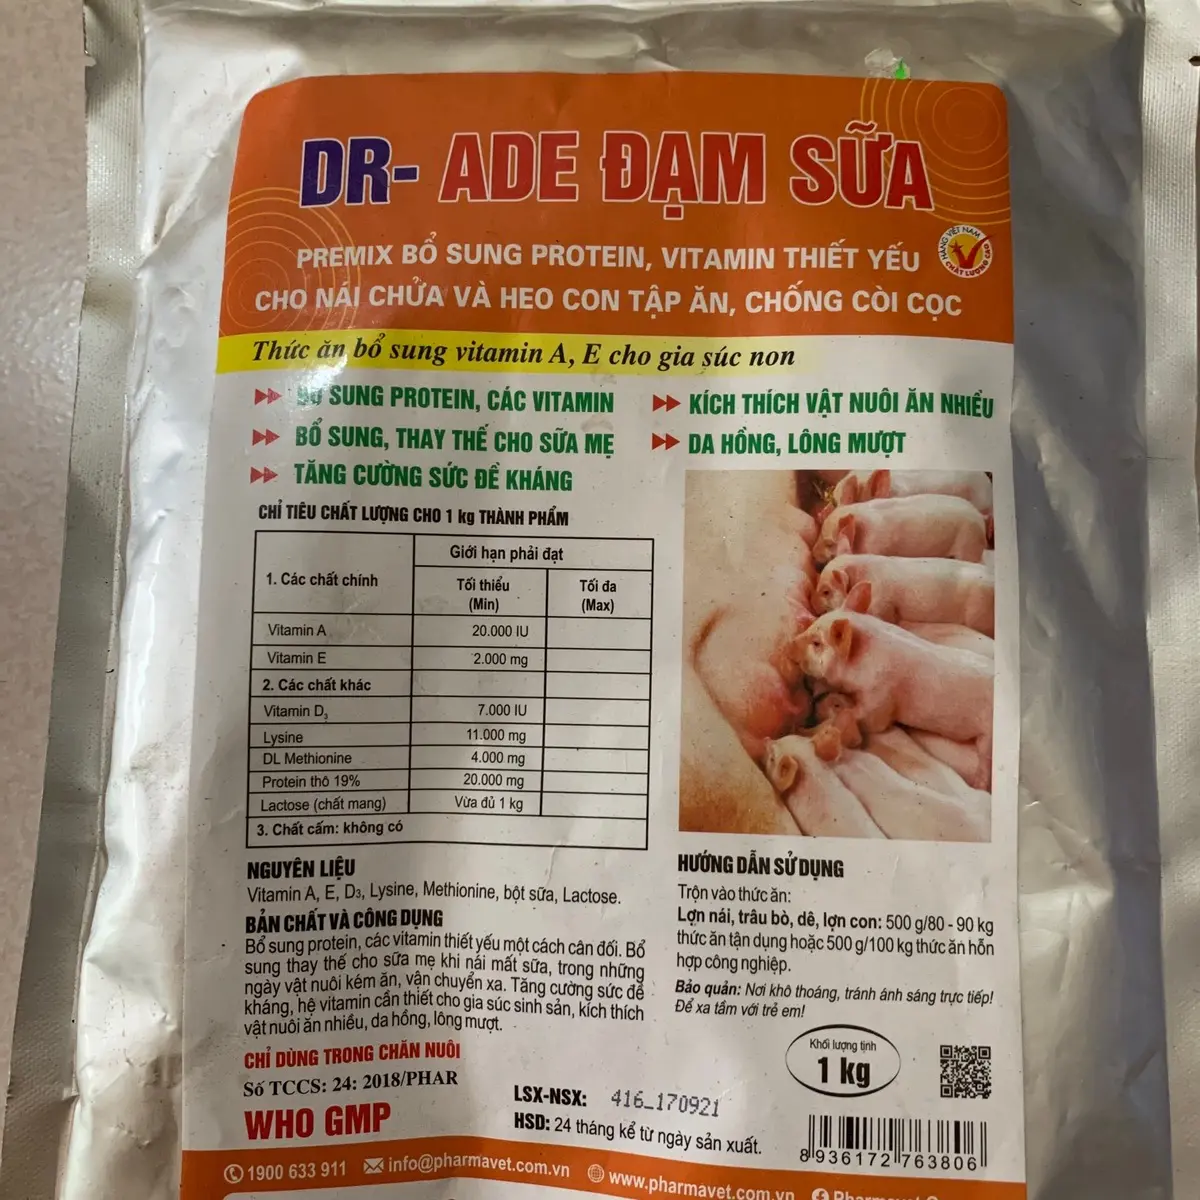 DR- ADE ĐẠM SỮA
PREMIX BỔ SUNG PROTEIN, VITAMIN THIẾT YẾU
CHO NÁI CHỬA VÀ HEO CON TẬP ĂN, CHỐNG CÒI CỌC
HÀNG VIỆT NAM
CHẤT LƯỢNG CAO
Thức ăn bổ sung vitamin A, E cho gia súc non
BỔ SUNG PROTEIN, CÁC VITAMIN
BỔ SUNG, THAY THẾ CHO SỮA MẸ
TĂNG CƯỜNG SỨC ĐỀ KHÁNG
KÍCH THÍCH VẬT NUÔI ĂN NHIỀU
DA HỒNG, LÔNG MƯỢT
CHỈ TIÊU CHẤT LƯỢNG CHO 1 kg THÀNH PHẨM
1. Các chất chính
Giới hạn phải đạt
Tối thiểu
(Min)
Tối đa
(Max)
Vitamin A 20.000 IU
Vitamin E 2.000 mg
2. Các chất khác
Vitamin D3 7.000 IU
Lysine 11.000 mg
DL Methionine 4.000 mg
Protein thô 19% 20.000 mg
Lactose (chất mang) Vừa đủ 1 kg
3. Chất cấm: không có
NGUYÊN LIỆU
Vitamin A, E, D3, Lysine, Methionine, bột sữa, Lactose.
BẢN CHẤT VÀ CÔNG DỤNG
Bổ sung protein, các vitamin thiết yếu một cách cân đối. Bổ
sung thay thế cho sữa mẹ khi nái mất sữa, trong những
ngày vật nuôi kém ăn, vận chuyển xa. Tăng cường sức đề
kháng, hệ vitamin cần thiết cho gia súc sinh sản, kích thích
vật nuôi ăn nhiều, da hồng, lông mượt.
CHỈ DÙNG TRONG CHĂN NUÔI
Số TCCS: 24: 2018/PHAR
WHO GMP
HƯỚNG DẪN SỬ DỤNG
Trộn vào thức ăn:
Lợn nái, trâu bò, dê, lợn con: 500 g/80 - 90 kg
thức ăn tận dụng hoặc 500 g/100 kg thức ăn hỗn
hợp công nghiệp.
Bảo quản: Nơi khô thoáng, tránh ánh sáng trực tiếp!
Để xa tầm với trẻ em!
Khối lượng tịnh
1 kg
LSX-NSX: 416_170921
HSD: 24 tháng kể từ ngày sản xuất.
8 936172 763806
1900 633 911 info@pharmavet.com.vn www.pharmavet.com.vn